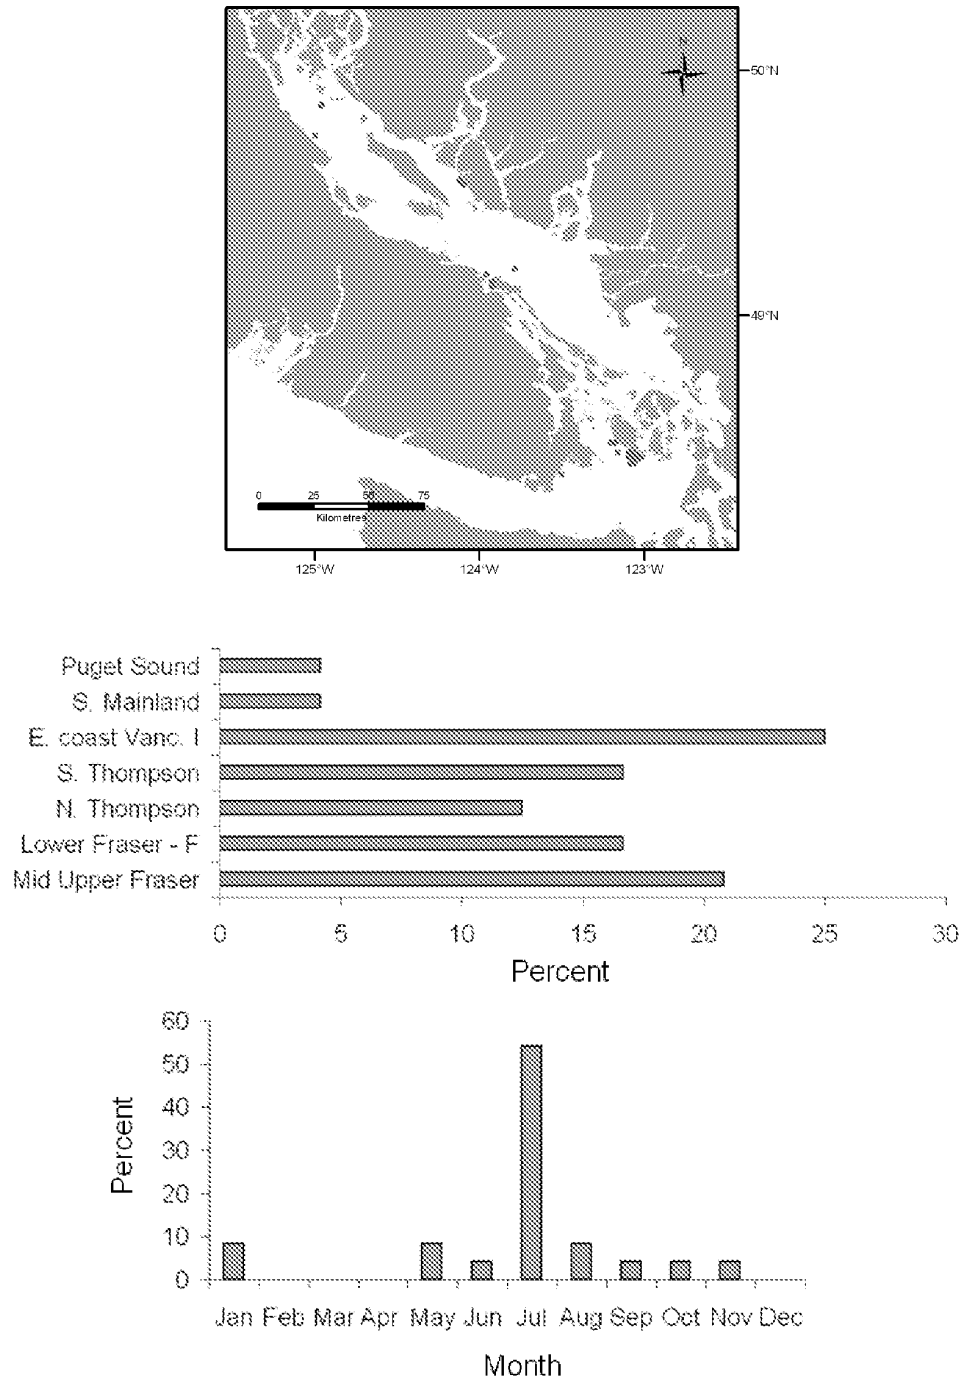 50°N
49°N
0 25 50 75
Kilometres
125°W 124°W 123°W
Puget Sound
S. Mainland
E. coast Vanc. I
S. Thompson
N. Thompson
Lower Fraser - F
Mid Upper Fraser
0 5 10 15 20 25 30
Percent
60
50
40
30
20
10
0
Percent
Jan Feb Mar Apr May Jun Jul Aug Sep Oct Nov Dec
Month